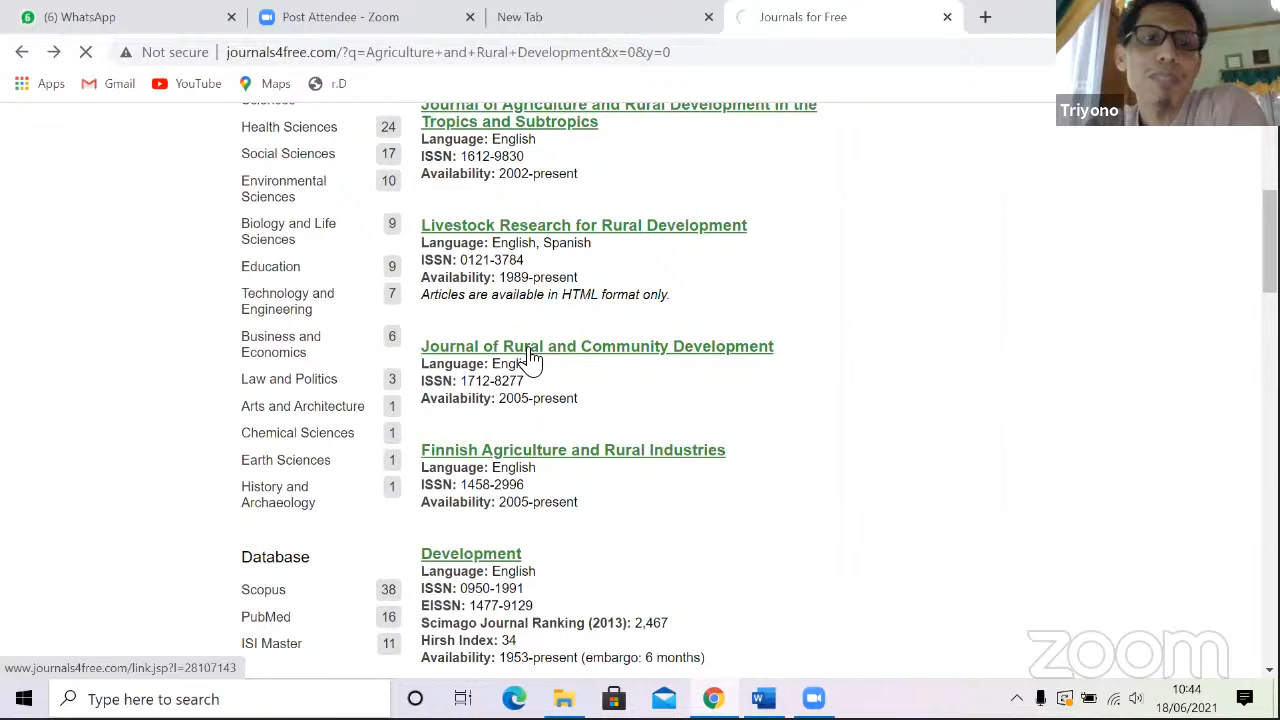 6
(6) WhatsApp
Post Attendee - Zoom
New Tab
Journals for Free
Not secure
journals4free.com/?q=Agriculture+and+Rural+Development&x=0&y=0
Apps
Gmail
YouTube
Maps
r.D
Triyono
Sciences
Health Sciences 24
Social Sciences 17
Environmental 10
Sciences
Biology and Life 9
Sciences
Education 9
Technology and 7
Engineering
Business and 6
Economics
Law and Politics 3
Arts and Architecture 1
Chemical Sciences 1
Earth Sciences 1
History and 1
Archaeology
Database
Scopus 38
PubMed 16
ISI Master 11
Journal of Agriculture and Rural Development in the
Tropics and Subtropics
Language: English
ISSN: 1612-9830
Availability: 2002-present
Livestock Research for Rural Development
Language: English, Spanish
ISSN: 0121-3784
Availability: 1989-present
Articles are available in HTML format only.
Journal of Rural and Community Development
Language: English
ISSN: 1712-8277
Availability: 2005-present
Finnish Agriculture and Rural Industries
Language: English
ISSN: 1458-2996
Availability: 2005-present
Development
Language: English
ISSN: 0950-1991
EISSN: 1477-9129
Scimago Journal Ranking (2013): 2,467
Hirsh Index: 34
Availability: 1953-present (embargo: 6 months)
zoom
www.journals4free.com/link.jsp?l=28107143
Type here to search
10:44
18/06/2021